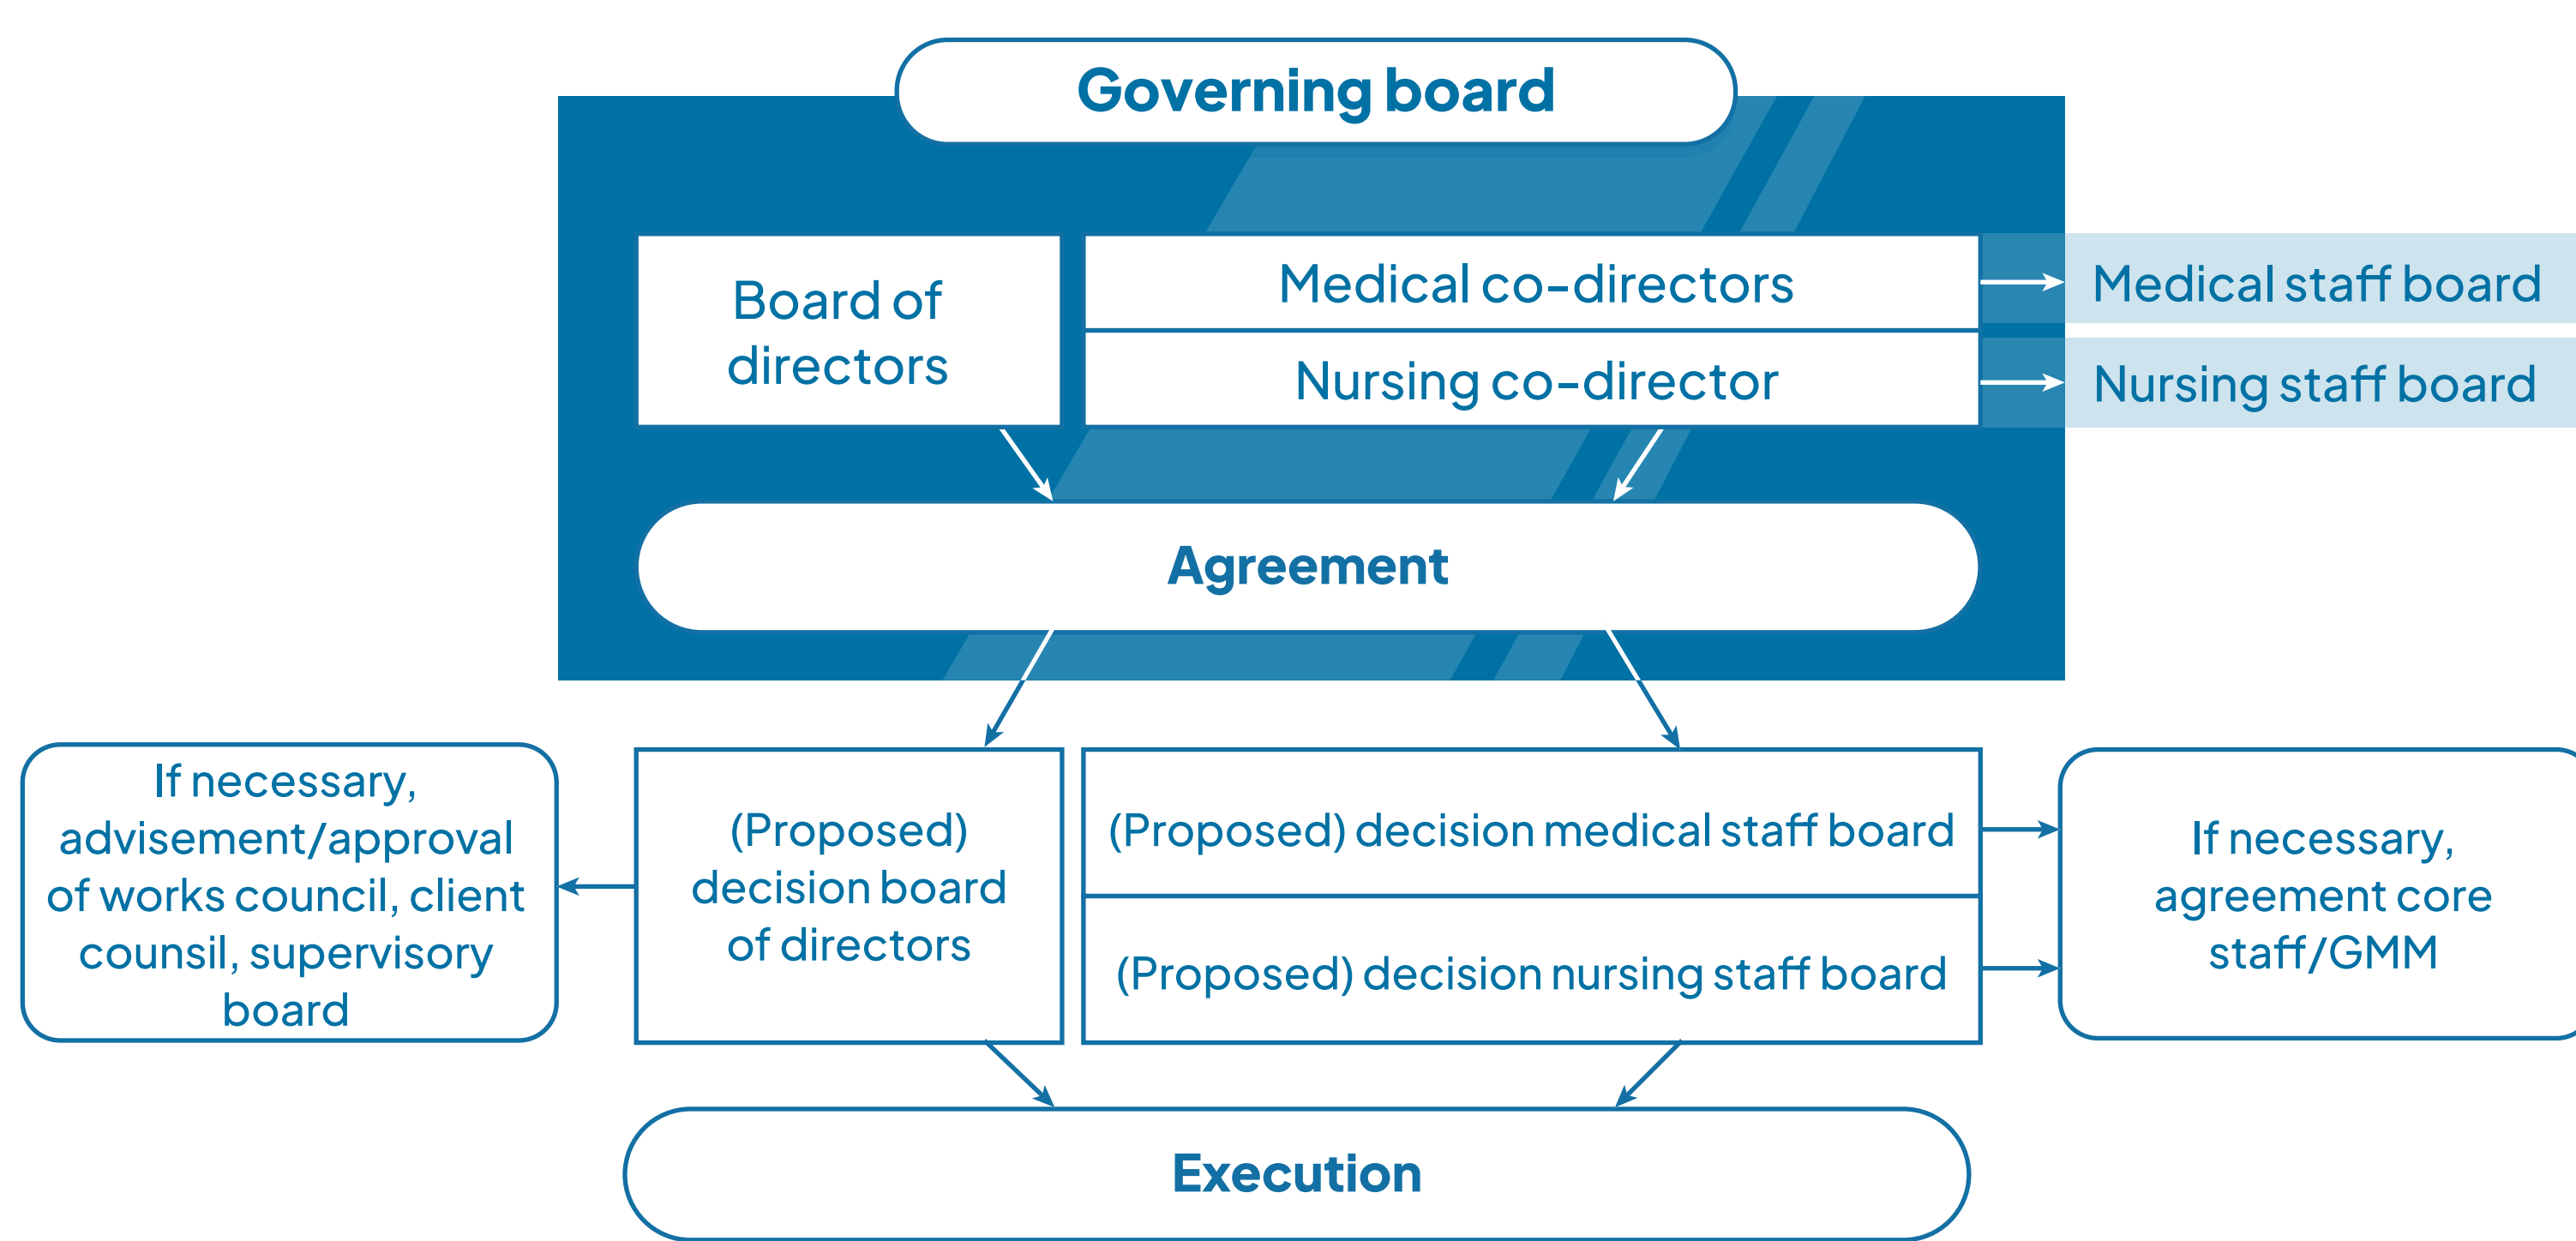 Governing board
Board of
directors
Medical co-directors
Nursing co-director
Medical staff board
Nursing staff board
Agreement
If necessary,
advisement/approval
of works council, client
counsil, supervisory
board
(Proposed)
decision board
of directors
(Proposed) decision medical staff board
(Proposed) decision nursing staff board
If necessary,
agreement core
staff/GMM
Execution